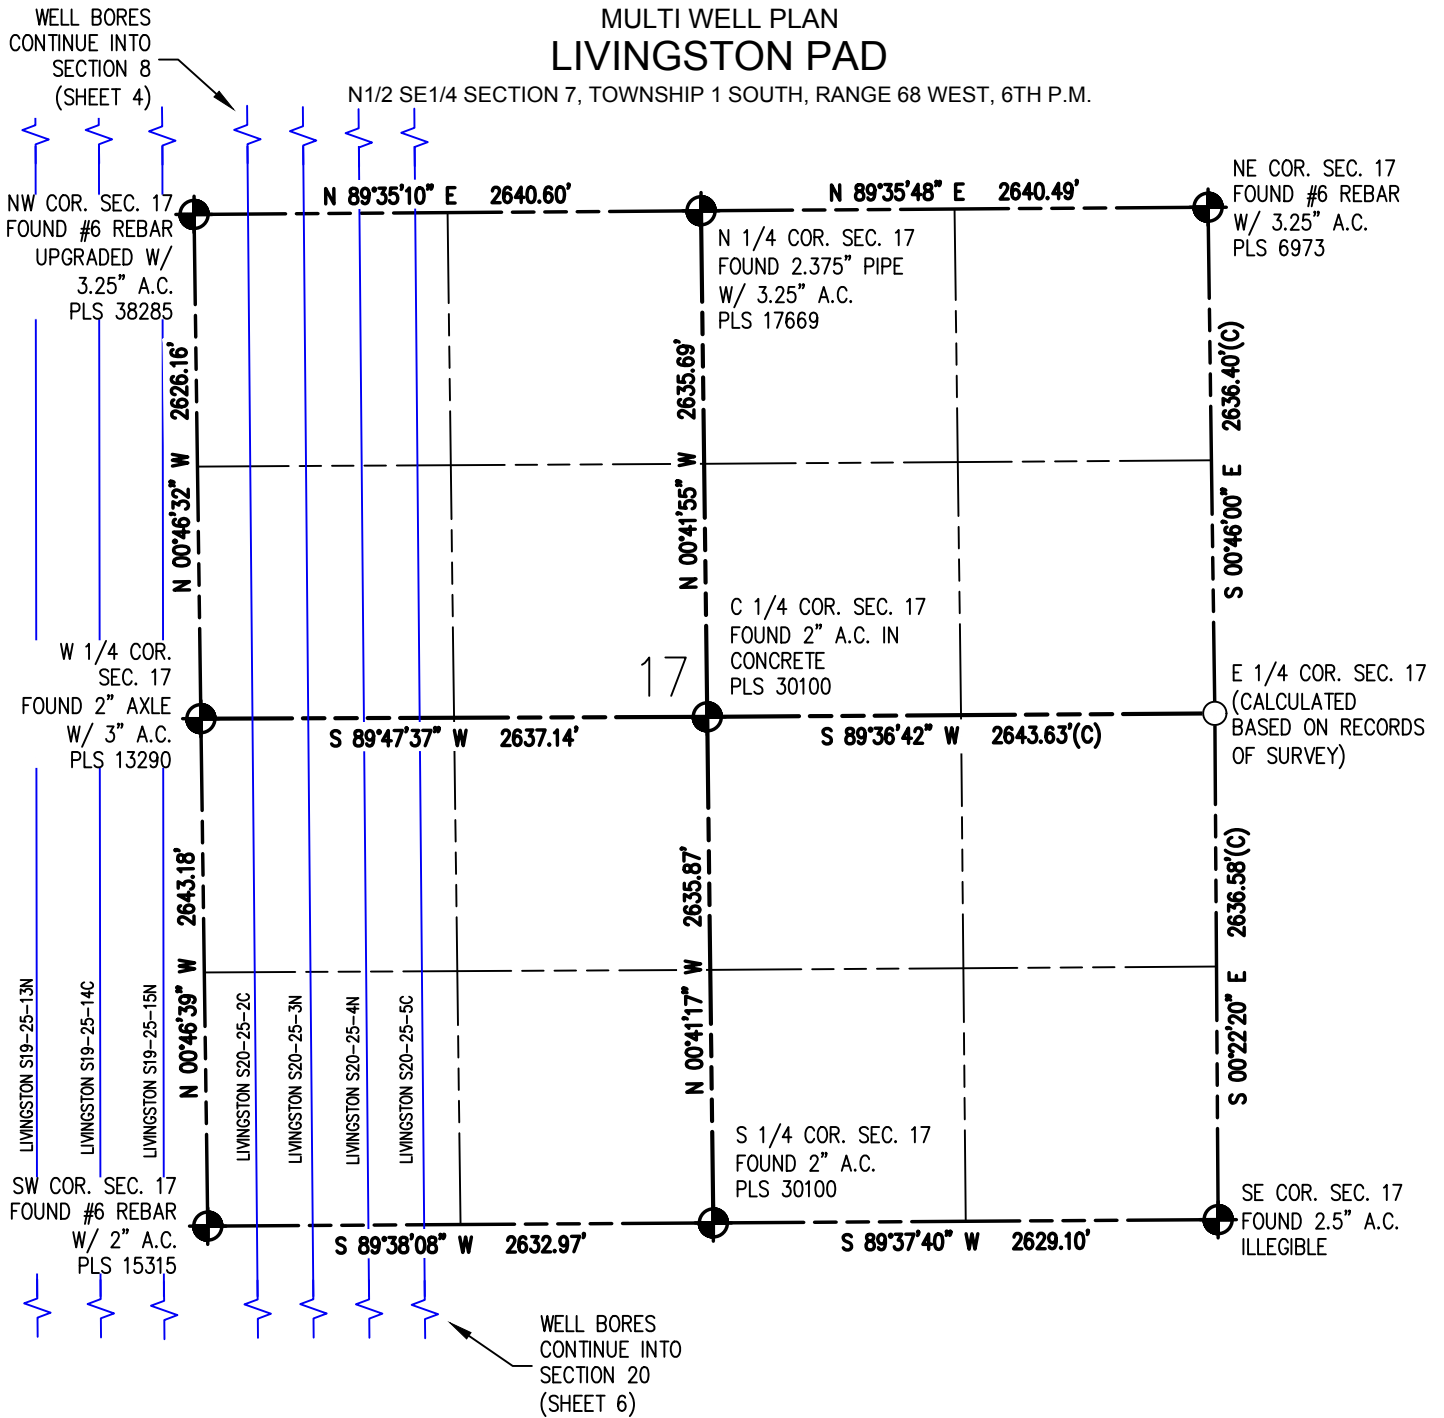 MULTI WELL PLAN
LIVINGSTON PAD
N1/2 SE1/4 SECTION 7, TOWNSHIP 1 SOUTH, RANGE 68 WEST, 6TH P.M.
WELL BORES
CONTINUE INTO
SECTION 8
(SHEET 4)
NW COR. SEC. 17
FOUND #6 REBAR
UPGRADED W/
3.25" A.C.
PLS 38285
N 89°35'10" E 2640.60'
N 89°35'48" E 2640.49'
NE COR. SEC. 17
FOUND #6 REBAR
W/ 3.25" A.C.
PLS 6973
N 1/4 COR. SEC. 17
FOUND 2.375" PIPE
W/ 3.25" A.C.
PLS 17669
N 00°46'32" W 2626.16'
N 00°41'55" W 2635.69'
S 00°46'00" E 2636.40'(C)
W 1/4 COR.
SEC. 17
FOUND 2" AXLE
W/ 3" A.C.
PLS 13290
17
C 1/4 COR. SEC. 17
FOUND 2" A.C. IN
CONCRETE
PLS 30100
E 1/4 COR. SEC. 17
(CALCULATED
BASED ON RECORDS
OF SURVEY)
S 89°47'37" W 2637.14'
S 89°36'42" W 2643.63'(C)
N 00°46'39" W 2643.18'
N 00°41'17" W 2635.87'
S 00°22'20" E 2636.58'(C)
LIVINGSTON S19-25-13N
LIVINGSTON S19-25-14C
LIVINGSTON S19-25-15N
LIVINGSTON S20-25-2C
LIVINGSTON S20-25-3N
LIVINGSTON S20-25-4N
LIVINGSTON S20-25-5C
SW COR. SEC. 17
FOUND #6 REBAR
W/ 2" A.C.
PLS 15315
S 1/4 COR. SEC. 17
FOUND 2" A.C.
PLS 30100
SE COR. SEC. 17
FOUND 2.5" A.C.
ILLEGIBLE
S 89°38'08" W 2632.97'
S 89°37'40" W 2629.10'
WELL BORES
CONTINUE INTO
SECTION 20
(SHEET 6)